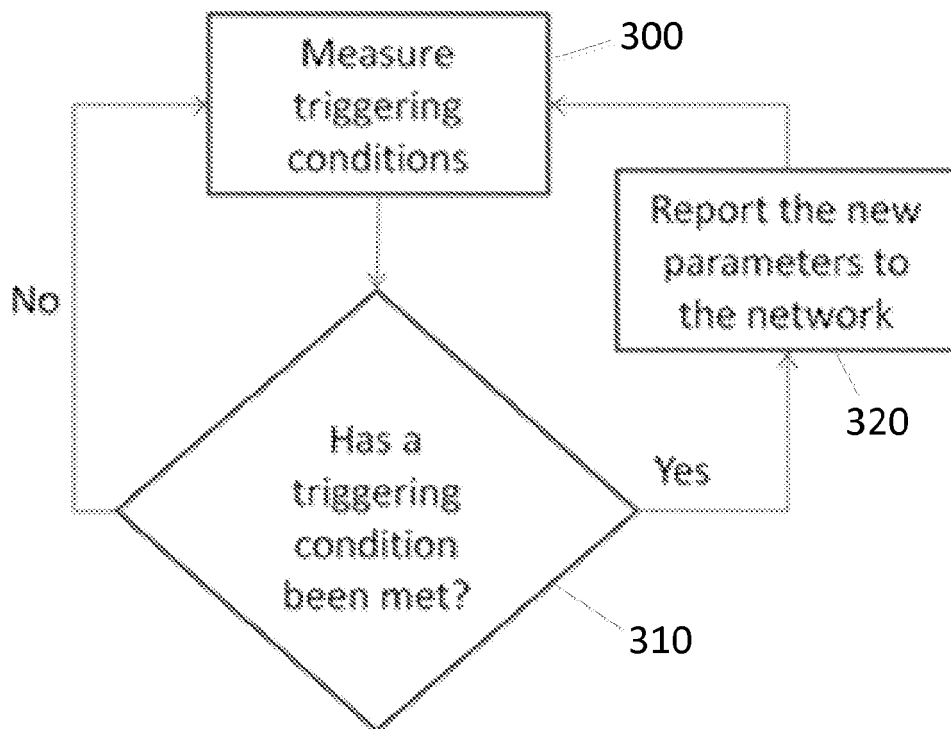 Measure
triggering
conditions
300
Report the new
parameters to
the network
320
No
Has a
triggering
condition
been met?
Yes
310